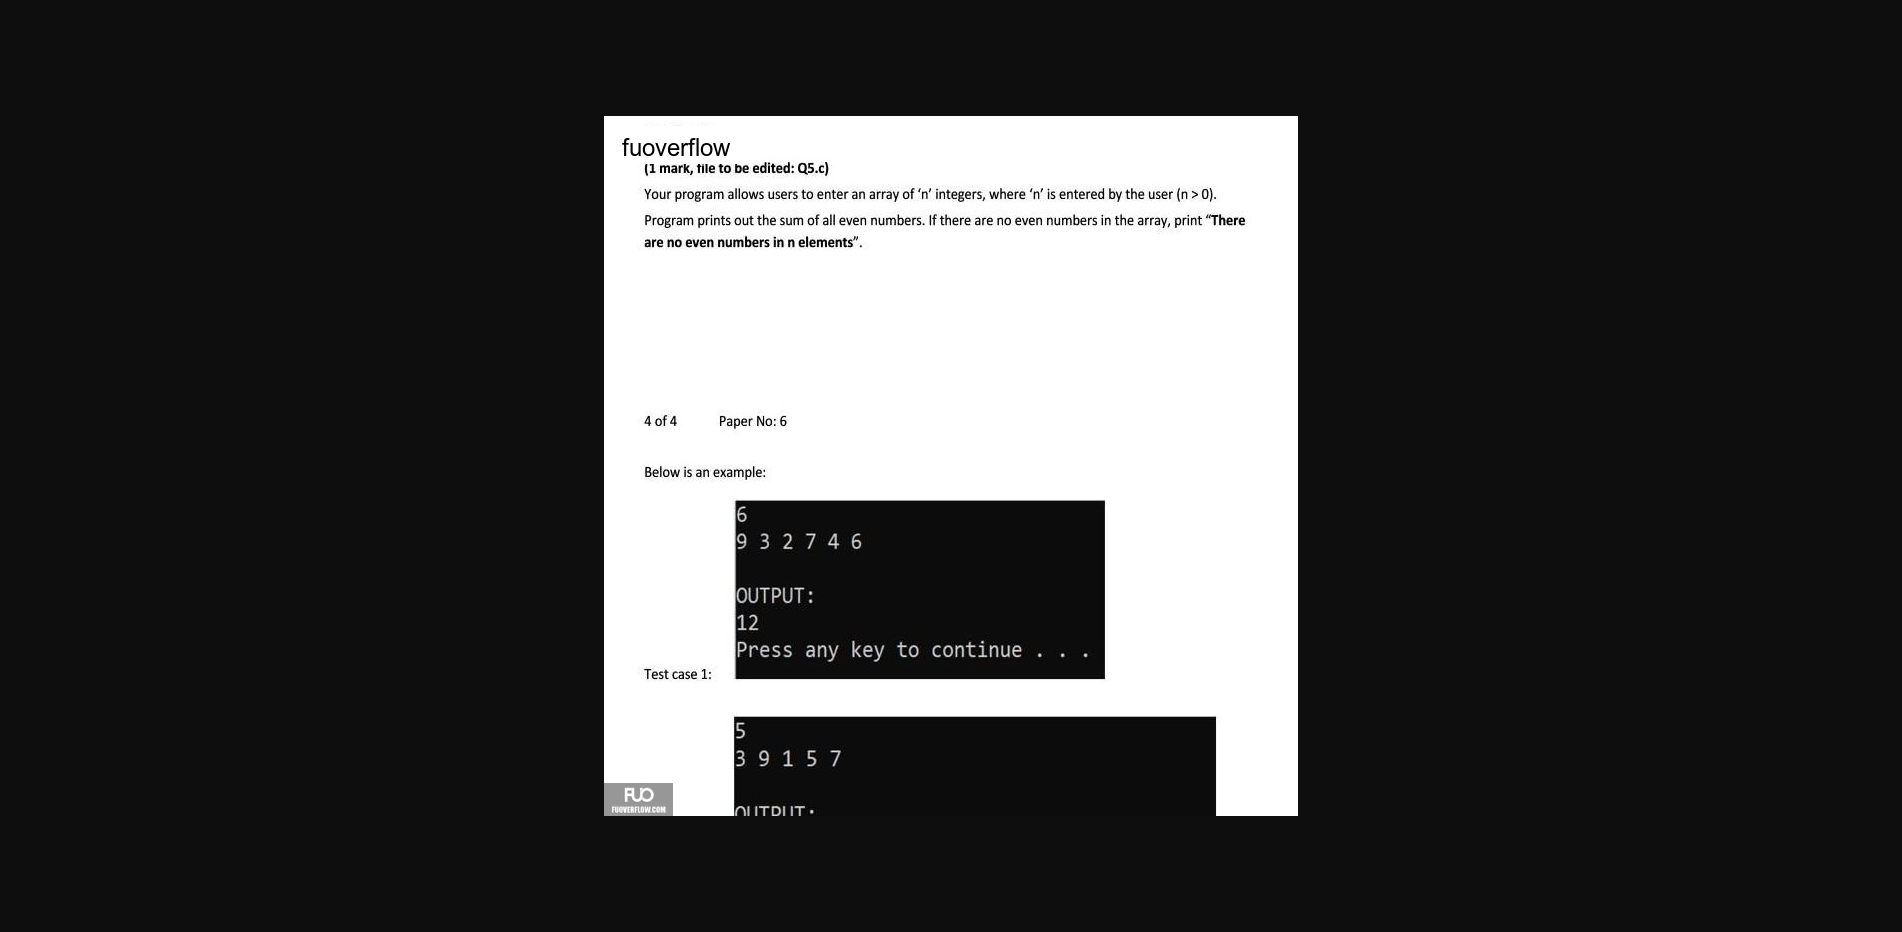 fuoverflow
(1 mark, file to be edited: Q5.c)
Your program allows users to enter an array of ‘n’ integers, where ‘n’ is entered by the user (n > 0).
Program prints out the sum of all even numbers. If there are no even numbers in the array, print “There
are no even numbers in n elements”.
4 of 4 Paper No: 6
Below is an example:
6
9 3 2 7 4 6
OUTPUT:
12
Press any key to continue . . .
Test case 1:
5
3 9 1 5 7
OUTPUT:
FUO
FUOVERFLOW.COM